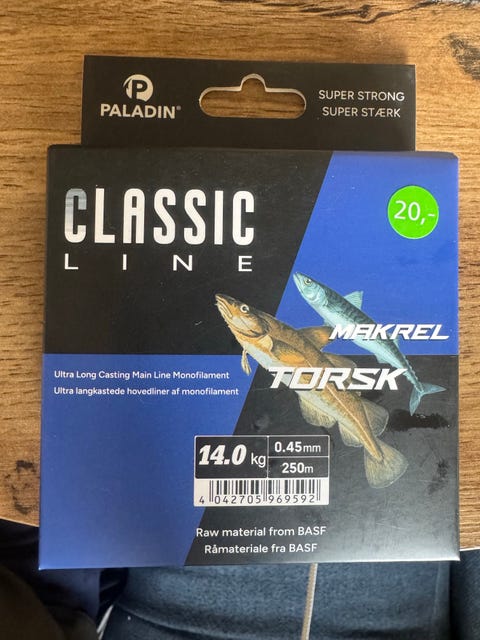 PALADIN®
SUPER STRONG
SUPER STÆRK
CLASSIC
LINE
20,-
MAKREL
TORSK
Ultra Long Casting Main Line Monofilament
Ultra langkastede hovedliner af monofilament
14.0 kg
0.45mm
250m
4 042705 969592
Raw material from BASF
Råmateriale fra BASF